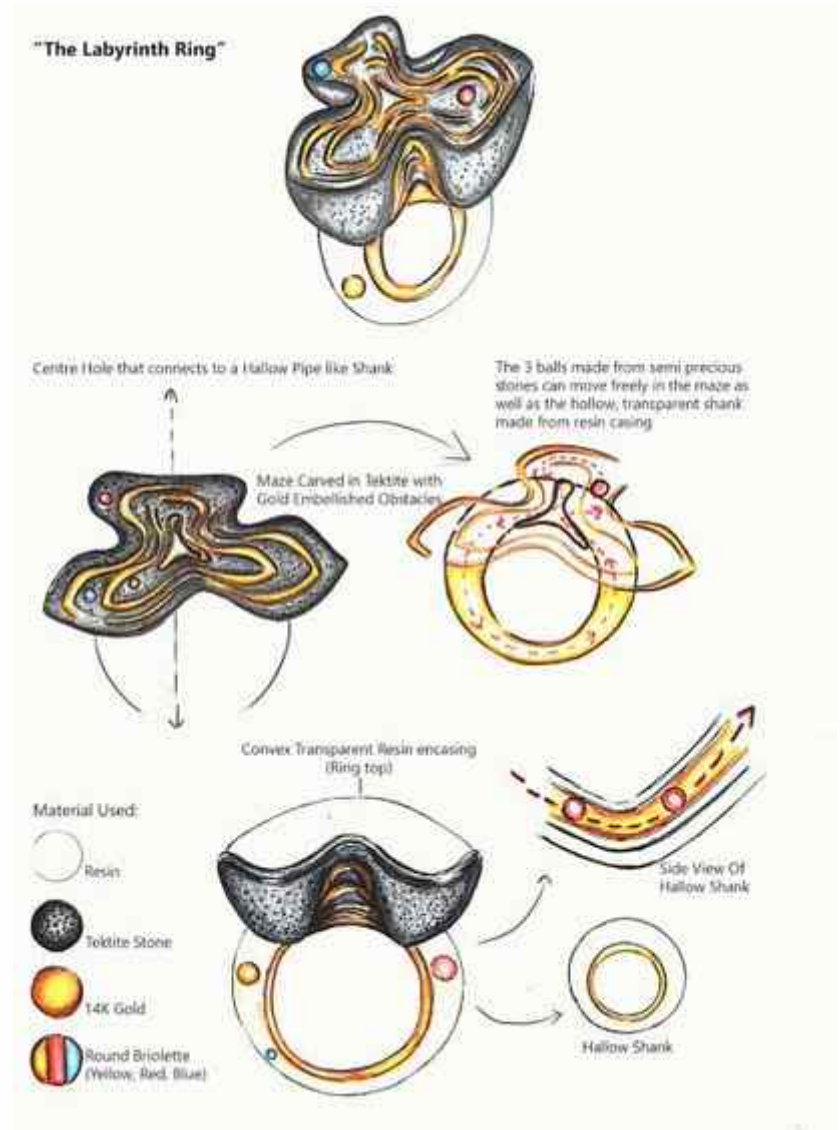 "The Labyrinth Ring"
Centre Hole that connects to a Hallow Pipe like Shank
The 3 balls made from semi precious
stones can move freely in the maze as
well as the hollow, transparent shank
made from resin casing
Maze Carved in Tektite with
Gold Embellished Obstacles
Convex Transparent Resin encasing
(Ring top)
Material Used:
Resin
Tektite Stone
14K Gold
Round Briolette
(Yellow, Red, Blue)
Side View Of
Hallow Shank
Hallow Shank